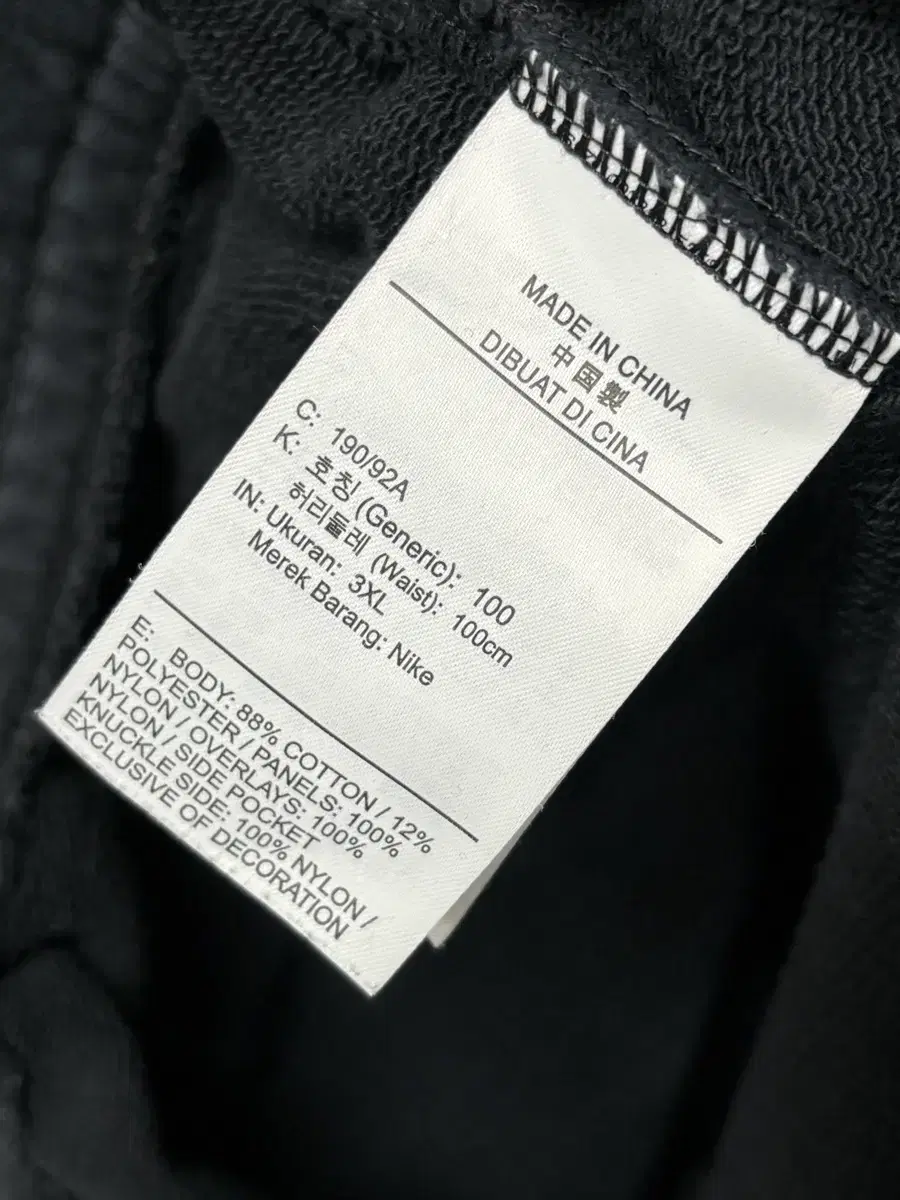 MADE IN CHINA
中国製
DIBUAT DI CINA
C: 190/92A
K: 호칭 (Generic): 100
허리둘레 (Waist): 100cm
IN: Ukuran: 3XL
Merek Barang: Nike
E: BODY: 88% COTTON / 12%
POLYESTER / PANELS: 100%
NYLON / OVERLAYS: 100%
NYLON / SIDE POCKET
KNUCKLE SIDE: 100% NYLON /
EXCLUSIVE OF DECORATION